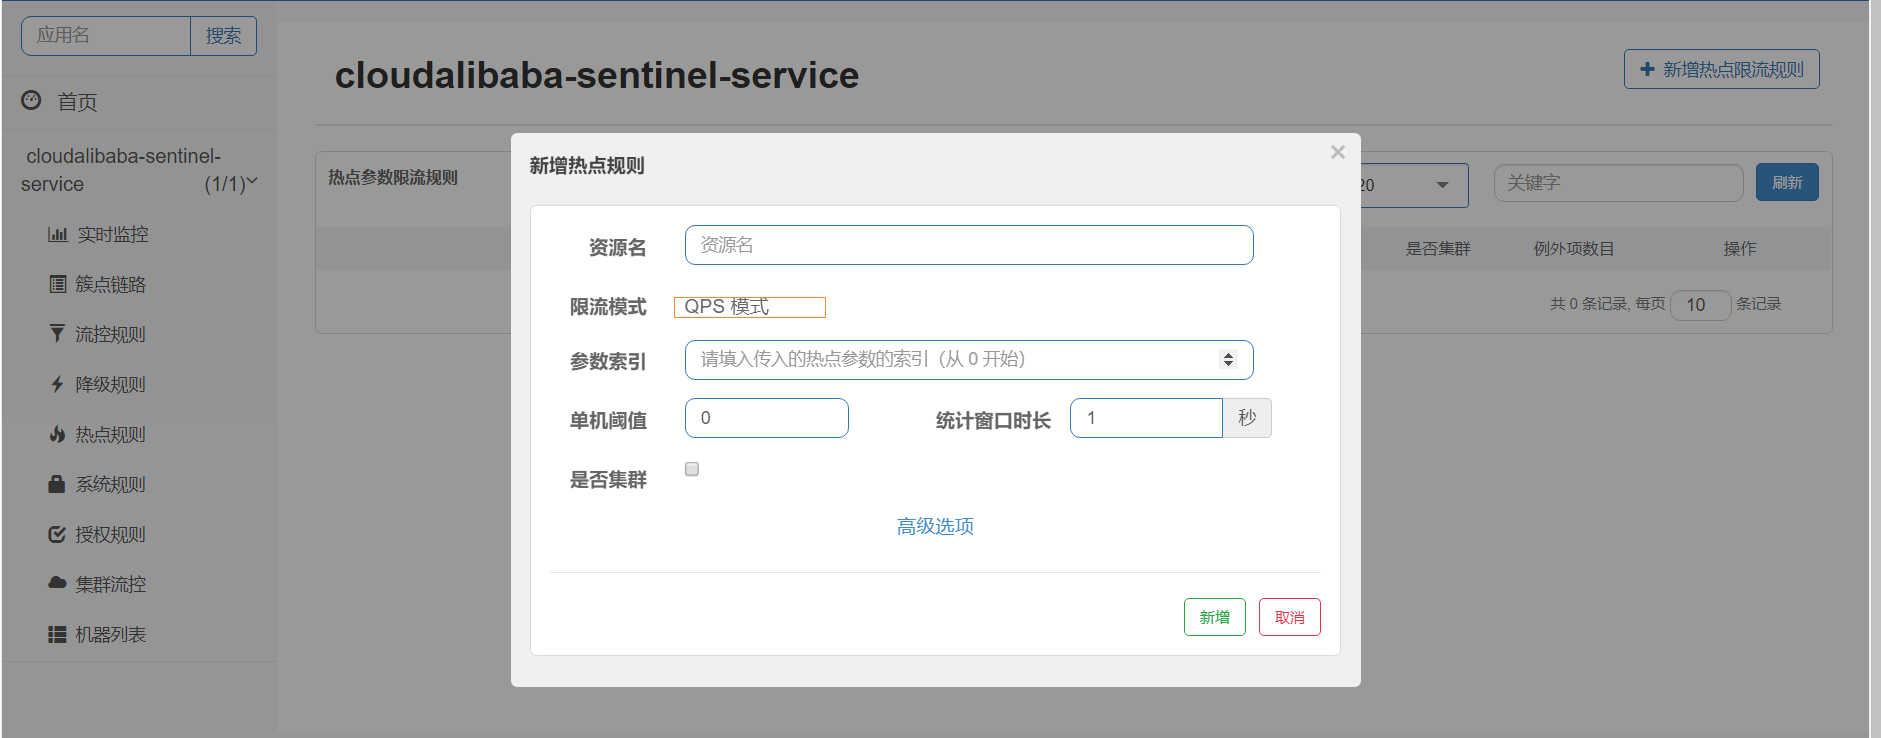 应用名
搜索
首页
cloudalibaba-sentinel-
service (1/1)
实时监控
簇点链路
流控规则
降级规则
热点规则
系统规则
授权规则
集群流控
机器列表
cloudalibaba-sentinel-service
新增热点限流规则
热点参数限流规则
20
关键字
刷新
是否集群
例外项数目
操作
共 0 条记录, 每页 10 条记录
新增热点规则
×
资源名
资源名
限流模式
QPS 模式
参数索引
请填入传入的热点参数的索引（从 0 开始）
单机阈值
0
统计窗口时长
1
秒
是否集群
高级选项
新增
取消